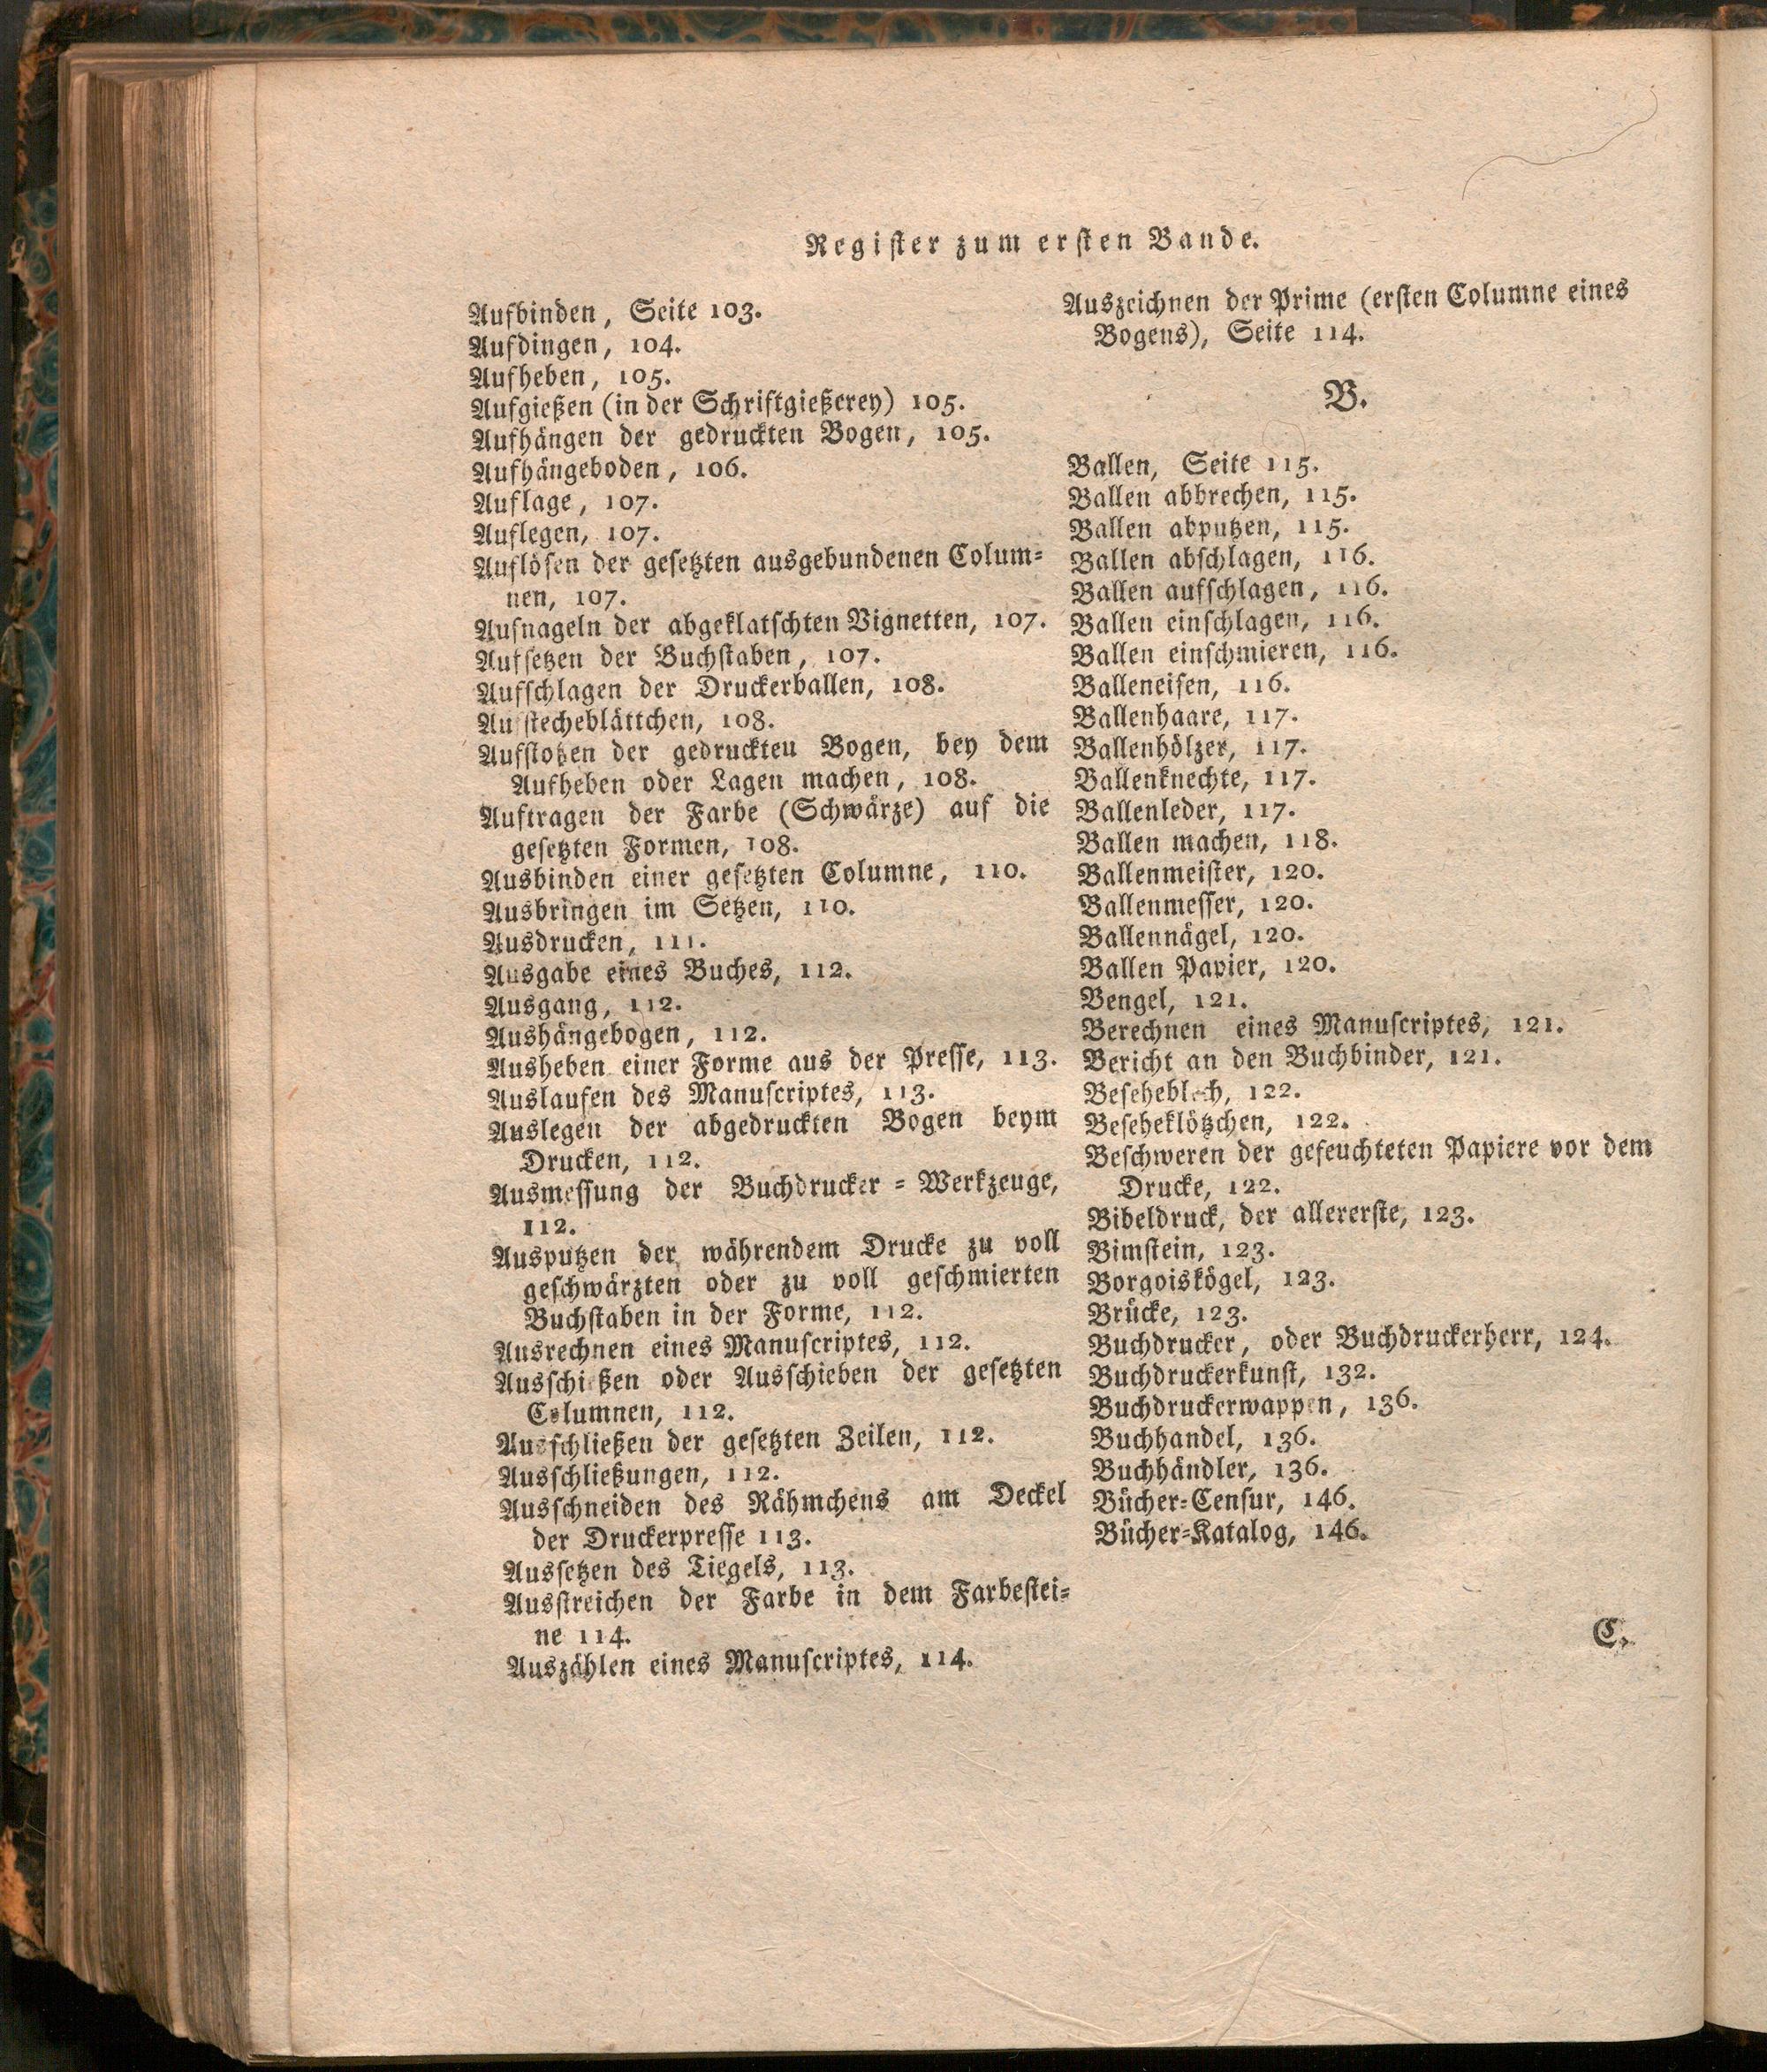 Register zum ersten Bande.
Aufbinden, Seite 103.
Aufdingen, 104.
Aufheben, 105.
Aufgießen (in der Schriftgießerey) 105.
Aufhängen der gedruckten Bogen, 105.
Aufhängeboden, 106.
Auflage, 107.
Auflegen, 107.
Auflösen der gesetzten ausgebundenen Colum-
nen, 107.
Aufnageln der abgeklatschten Vignetten, 107.
Aufsetzen der Buchstaben, 107.
Aufschlagen der Druckerballen, 108.
Aufstecheblättchen, 108.
Aufstoßen der gedruckten Bogen, bey dem
Aufheben oder Lagen machen, 108.
Auftragen der Farbe (Schwärze) auf die
gesetzten Formen, 108.
Ausbinden einer gesetzten Columne, 110.
Ausbringen im Setzen, 110.
Ausdrucken, 111.
Ausgabe eines Buches, 112.
Ausgang, 112.
Aushängebogen, 112.
Ausheben einer Forme aus der Presse, 113.
Auslaufen des Manuscriptes, 113.
Auslegen der abgedruckten Bogen beym
Drucken, 112.
Ausmessung der Buchdrucker-Werkzeuge,
112.
Ausputzen der währendem Drucke zu voll
geschwärzten oder zu voll geschmierten
Buchstaben in der Forme, 112.
Ausrechnen eines Manuscriptes, 112.
Ausschießen oder Ausschieben der gesetzten
Columnen, 112.
Ausschließen der gesetzten Zeilen, 112.
Ausschließungen, 112.
Ausschneiden des Rähmchens am Deckel
der Druckerpresse 113.
Aussetzen des Tiegels, 113.
Ausstreichen der Farbe in dem Farbestei-
ne 114.
Auszählen eines Manuscriptes, 114.
Auszeichnen der Prime (ersten Columne eines
Bogens), Seite 114.
B.
Ballen, Seite 115.
Ballen abbrechen, 115.
Ballen abputzen, 115.
Ballen abschlagen, 116.
Ballen aufschlagen, 116.
Ballen einschlagen, 116.
Ballen einschmieren, 116.
Balleneisen, 116.
Ballenhaare, 117.
Ballenhölzer, 117.
Ballenknechte, 117.
Ballenleder, 117.
Ballen machen, 118.
Ballenmeister, 120.
Ballenmesser, 120.
Ballennägel, 120.
Ballen Papier, 120.
Bengel, 121.
Berechnen eines Manuscriptes, 121.
Bericht an den Buchbinder, 121.
Beseheblech, 122.
Beseheklötzchen, 122.
Beschweren der gefeuchteten Papiere vor dem
Drucke, 122.
Bibeldruck, der allererste, 123.
Bimstein, 123.
Borgoiskögel, 123.
Brücke, 123.
Buchdrucker, oder Buchdruckerherr, 124.
Buchdruckerkunst, 132.
Buchdruckerwappen, 136.
Buchhandel, 136.
Buchhändler, 136.
Bücher-Censur, 146.
Bücher-Katalog, 146.
C.